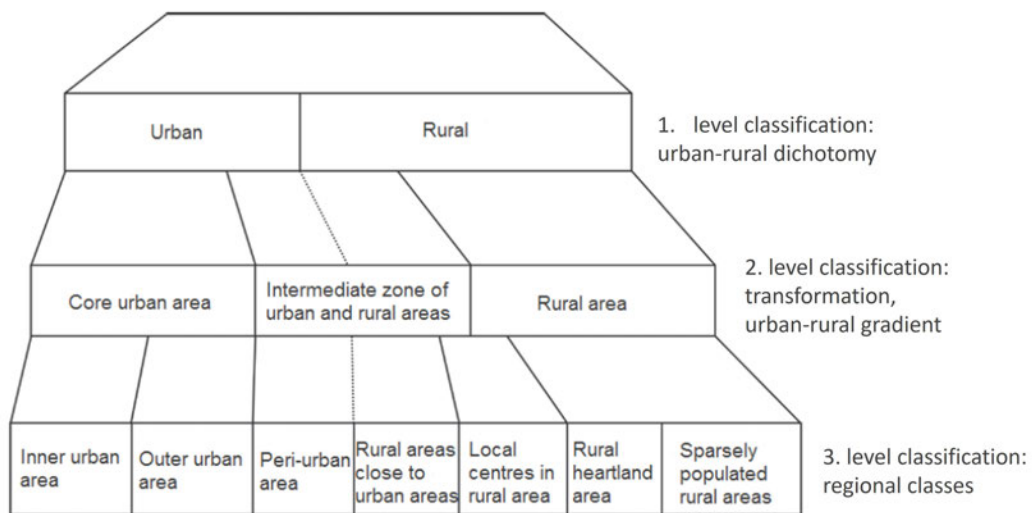 Urban
Rural
1. level classification:
urban-rural dichotomy
Core urban area
Intermediate zone of
urban and rural areas
Rural area
2. level classification:
transformation,
urban-rural gradient
Inner urban
area
Outer urban
area
Peri-urban
area
Rural areas
close to
urban areas
Local
centres in
rural area
Rural
heartland
area
Sparsely
populated
rural areas
3. level classification:
regional classes